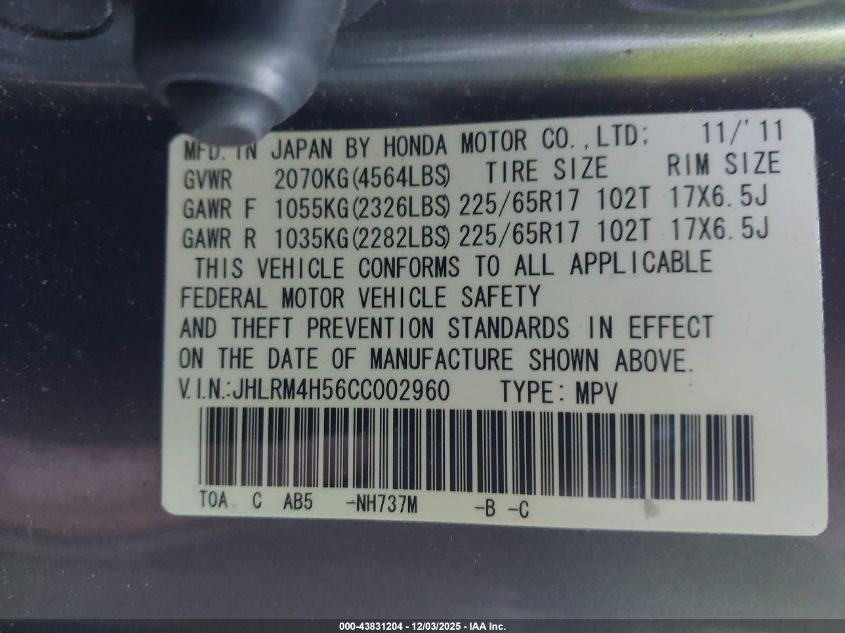 MFD. IN JAPAN BY HONDA MOTOR CO.,LTD; 11/'11
GVWR 2070KG(4564LBS) TIRE SIZE RIM SIZE
GAWR F 1055KG(2326LBS) 225/65R17 102T 17X6.5J
GAWR R 1035KG(2282LBS) 225/65R17 102T 17X6.5J
THIS VEHICLE CONFORMS TO ALL APPLICABLE
FEDERAL MOTOR VEHICLE SAFETY
AND THEFT PREVENTION STANDARDS IN EFFECT
ON THE DATE OF MANUFACTURE SHOWN ABOVE.
V.I.N.:JHLRM4H56CC002960 TYPE: MPV
TOA C AB5 -NH737M -B -C
000-43831204 - 12/03/2025 - IAA Inc.